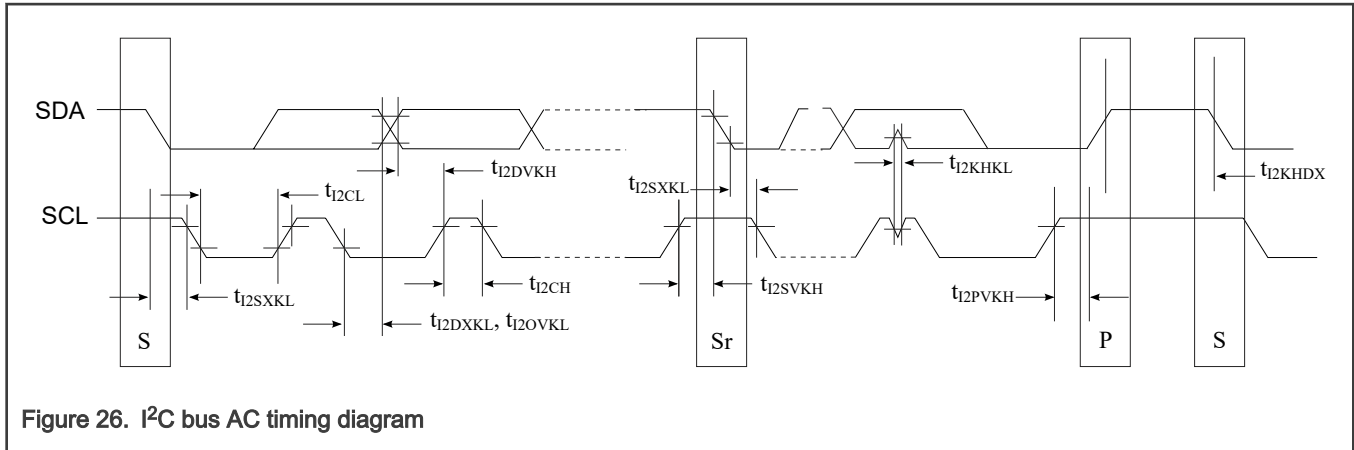 SDA
tI2DVKH
tI2KHKL
tI2CL
tI2SXKL
tI2KHDX
SCL
tI2SXKL
tI2CH
tI2SVKH
tI2PVKH
tI2DXKL, tI2OVKL
S
Sr
P
S
Figure 26. I2C bus AC timing diagram